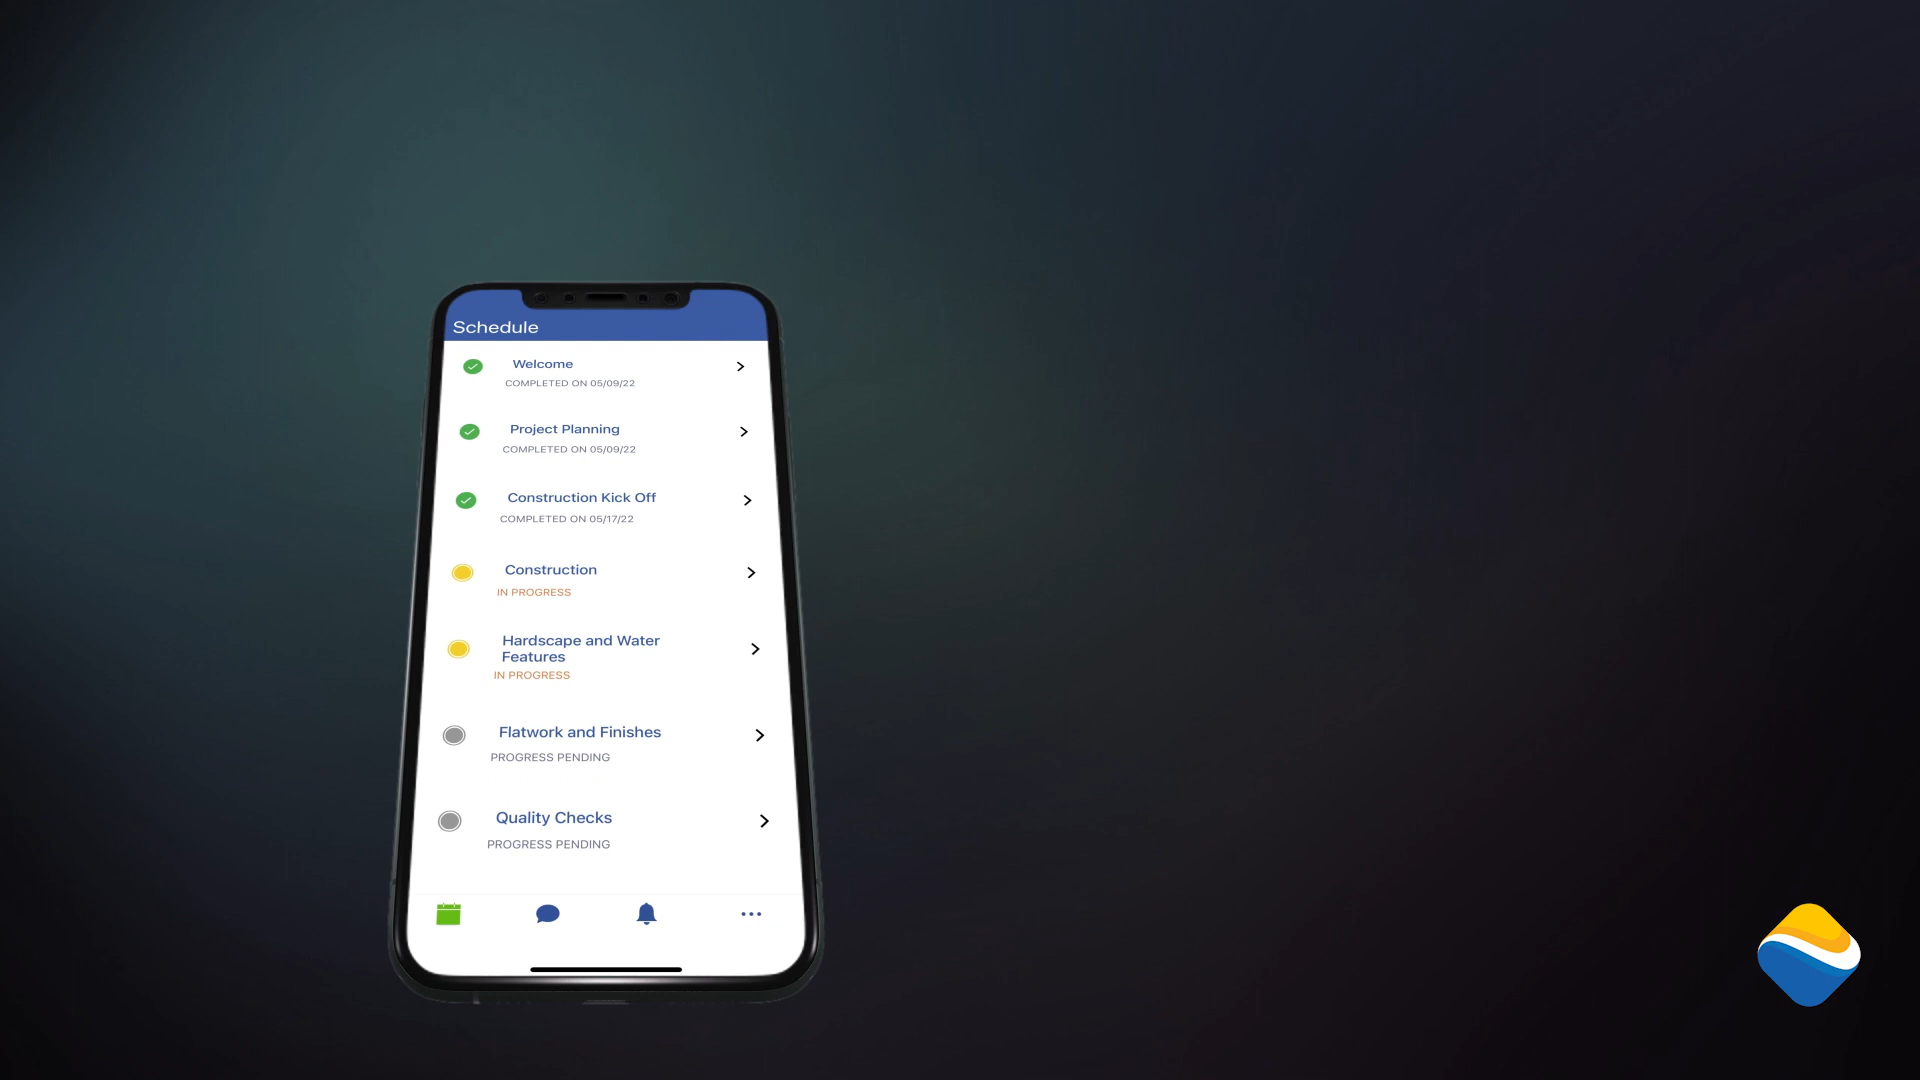 Schedule
Welcome
COMPLETED ON 05/09/22
Project Planning
COMPLETED ON 05/09/22
Construction Kick Off
COMPLETED ON 05/17/22
Construction
IN PROGRESS
Hardscape and Water
Features
IN PROGRESS
Flatwork and Finishes
PROGRESS PENDING
Quality Checks
PROGRESS PENDING